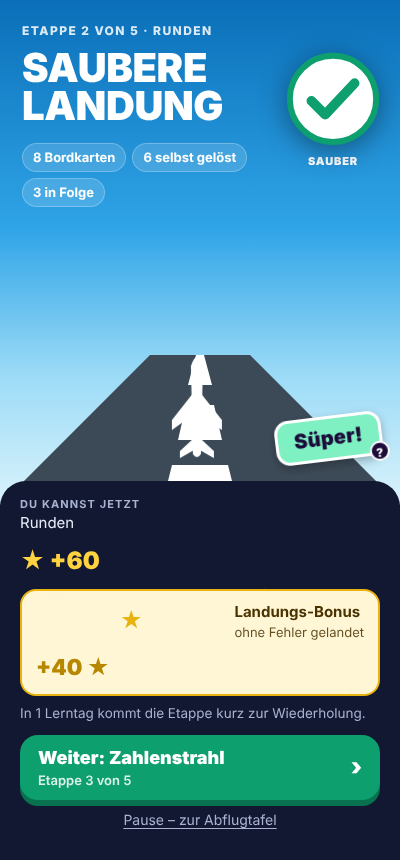 ETAPPE 2 VON 5 · RUNDEN
SAUBERE
LANDUNG
SAUBER
8 Bordkarten
6 selbst gelöst
3 in Folge
Süper!
?
DU KANNST JETZT
Runden
★ +60
★
Landungs-Bonus
ohne Fehler gelandet
+40 ★
In 1 Lerntag kommt die Etappe kurz zur Wiederholung.
Weiter: Zahlenstrahl
Etappe 3 von 5
›
Pause – zur Abflugtafel